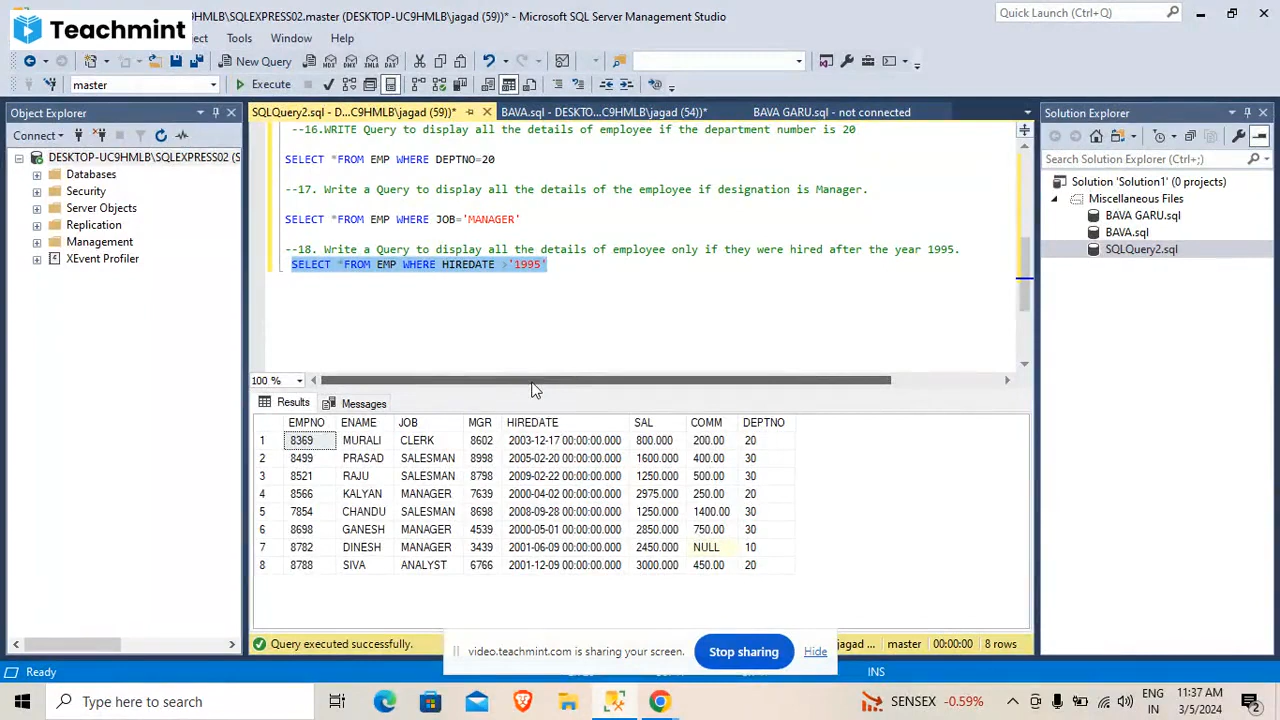 Teachmint
\SQLEXPRESS02.master (DESKTOP-UC9HMLB\jagad (59))* - Microsoft SQL Server Management Studio
Quick Launch (Ctrl+Q)
Tools Window Help
New Query
MDX DMX XMLA DAX
master
Execute
Object Explorer
SQLQuery2.sql - D...C9HMLB\jagad (59))*
BAVA.sql - DESKTO...C9HMLB\jagad (54))*
BAVA GARU.sql - not connected
Solution Explorer
Connect
Search Solution Explorer (Ctrl+;)
DESKTOP-UC9HMLB\SQLEXPRESS02 (S
Databases
Security
Server Objects
Replication
Management
XEvent Profiler
--16.WRITE Query to display all the details of employee if the department number is 20
SELECT *FROM EMP WHERE DEPTNO=20
--17. Write a Query to display all the details of the employee if designation is Manager.
SELECT *FROM EMP WHERE JOB='MANAGER'
--18. Write a Query to display all the details of employee only if they were hired after the year 1995.
SELECT *FROM EMP WHERE HIREDATE >'1995'
Solution 'Solution1' (0 projects)
Miscellaneous Files
BAVA GARU.sql
BAVA.sql
SQLQuery2.sql
100 %
Results Messages
EMPNO ENAME JOB MGR HIREDATE SAL COMM DEPTNO
1 8369 MURALI CLERK 8602 2003-12-17 00:00:00.000 800.000 200.00 20
2 8499 PRASAD SALESMAN 8998 2005-02-20 00:00:00.000 1600.000 400.00 30
3 8521 RAJU SALESMAN 8798 2009-02-22 00:00:00.000 1250.000 500.00 30
4 8566 KALYAN MANAGER 7639 2000-04-02 00:00:00.000 2975.000 250.00 20
5 7854 CHANDU SALESMAN 8698 2008-09-28 00:00:00.000 1250.000 1400.00 30
6 8698 GANESH MANAGER 4539 2000-05-01 00:00:00.000 2850.000 750.00 30
7 8782 DINESH MANAGER 3439 2001-06-09 00:00:00.000 2450.000 NULL 10
8 8788 SIVA ANALYST 6766 2001-12-09 00:00:00.000 3000.000 450.00 20
Query executed successfully.
jagad ... master 00:00:00 8 rows
video.teachmint.com is sharing your screen.
Stop sharing
Hide
Ready
INS
Type here to search
SENSEX -0.59%
ENG
IN
11:37 AM
3/5/2024
2